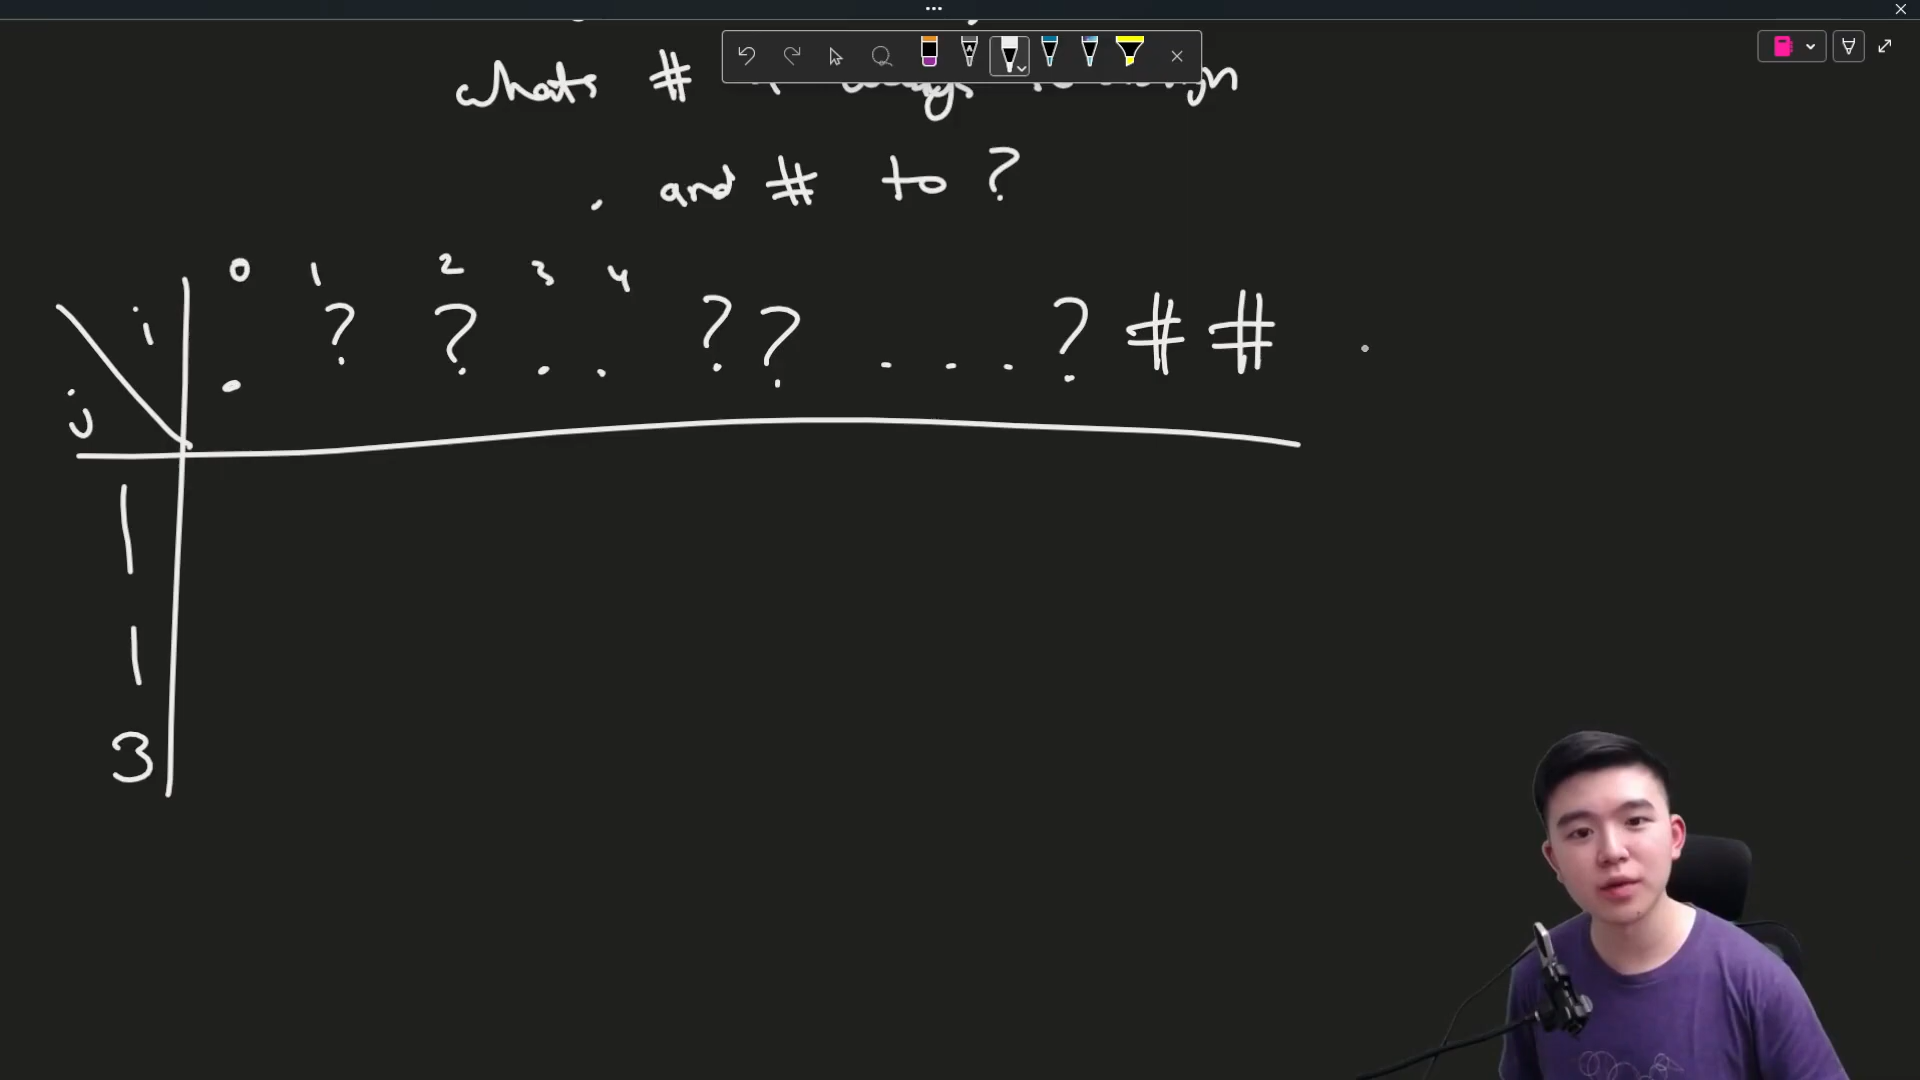 whats #
. and # to ?
0 1 2 3 4
i . ? ? . . ? ? . . . ? # #
j
1
1
3